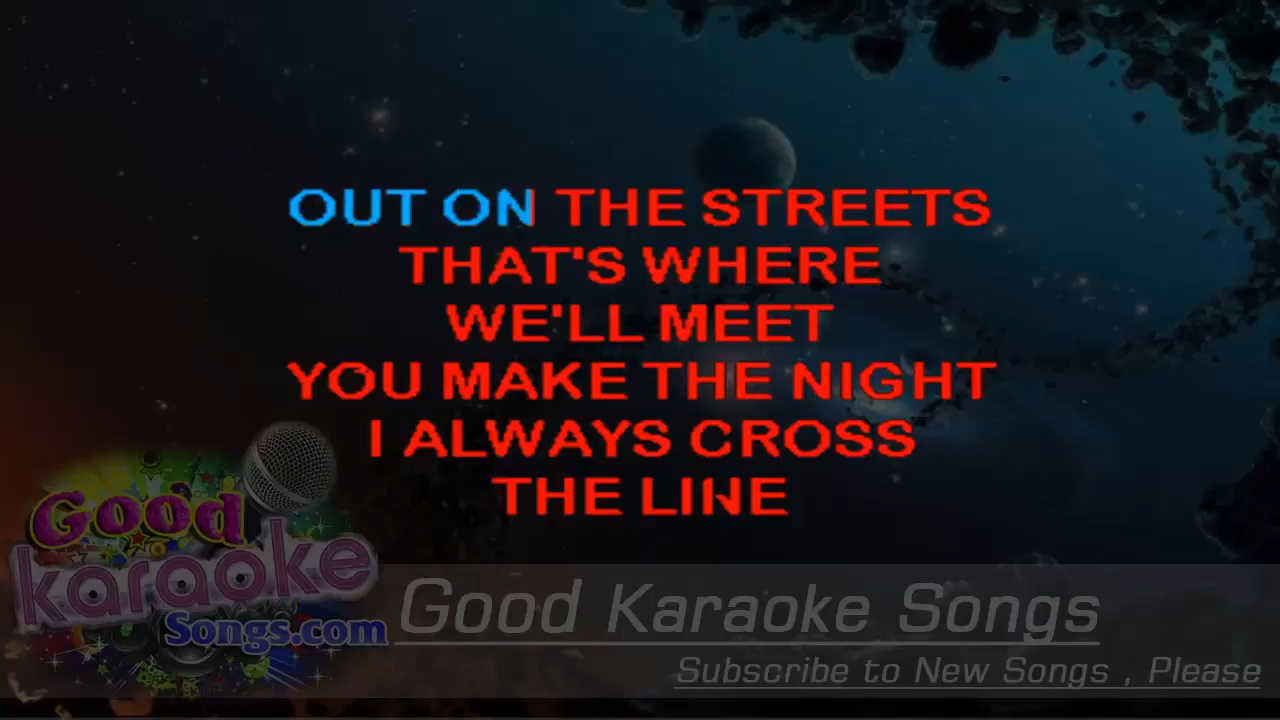 OUT ON THE STREETS
THAT'S WHERE
WE'LL MEET
YOU MAKE THE NIGHT
I ALWAYS CROSS
THE LINE
Good
karaoke
Songs.com
Good Karaoke Songs
Subscribe to New Songs , Please